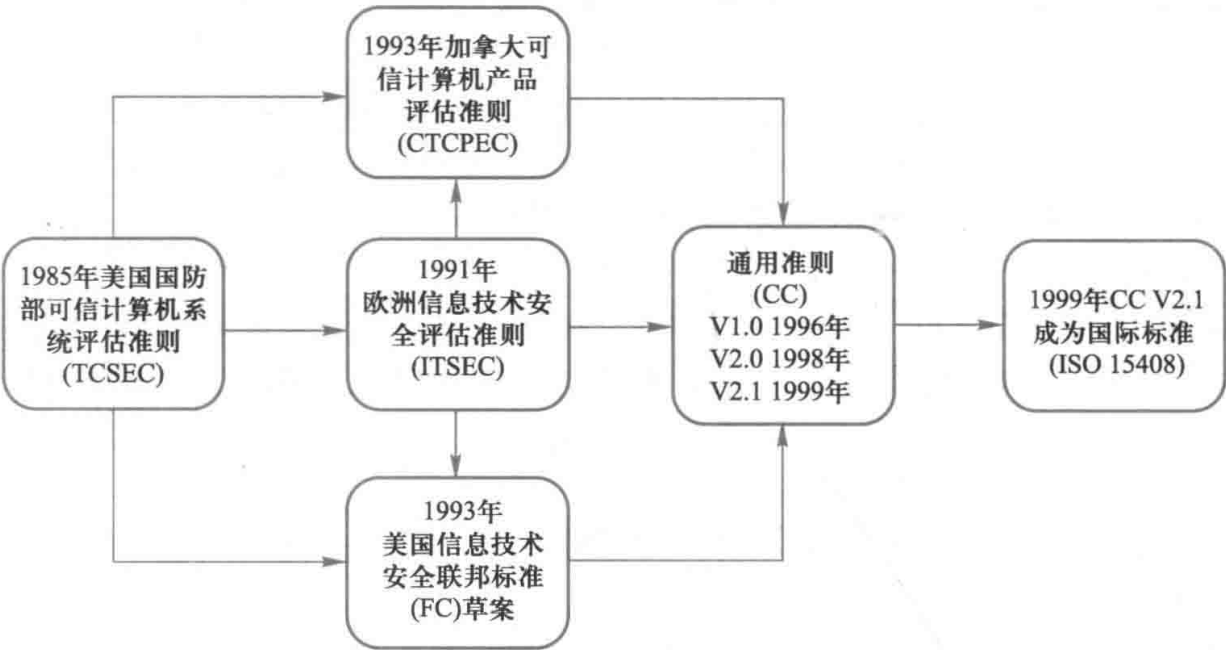 1993年加拿大可
信计算机产品
评估准则
(CTCPEC)
1985年美国国防
部可信计算机系
统评估准则
(TCSEC)
1991年
欧洲信息技术安
全评估准则
(ITSEC)
1993年
美国信息技术
安全联邦标准
(FC)草案
通用准则
(CC)
V1.0 1996年
V2.0 1998年
V2.1 1999年
1999年CC V2.1
成为国际标准
(ISO 15408)